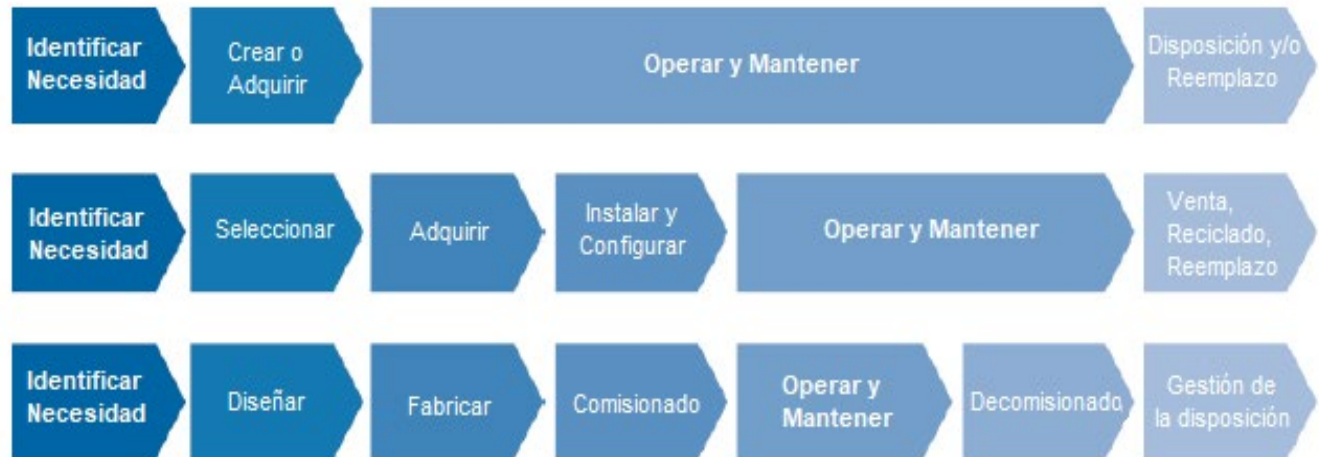 Identificar
Necesidad
Crear o
Adquirir
Operar y Mantener
Disposición y/o
Reemplazo
Identificar
Necesidad
Seleccionar
Adquirir
Instalar y
Configurar
Operar y Mantener
Venta,
Reciclado,
Reemplazo
Identificar
Necesidad
Diseñar
Fabricar
Comisionado
Operar y
Mantener
Decomisionado
Gestión de
la disposición